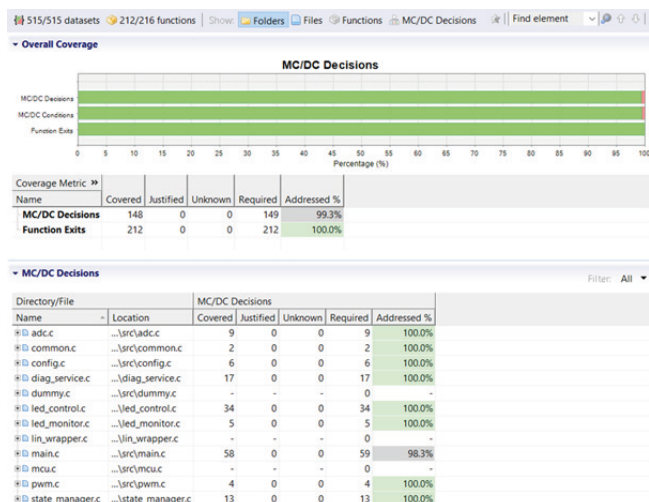 515/515 datasets 212/216 functions Show: Folders Files Functions MC/DC Decisions Find element
Overall Coverage
MC/DC Decisions
MC/DC Decisions
MC/DC Conditions
Function Exits
0 5 10 15 20 25 30 35 40 45 50 55 60 65 70 75 80 85 90 95 100
Percentage (%)
Coverage Metric »
Name Covered Justified Unknown Required Addressed %
MC/DC Decisions 148 0 0 149 99.3%
Function Exits 212 0 0 212 100.0%
MC/DC Decisions Filter: All
Directory/File MC/DC Decisions
Name Location Covered Justified Unknown Required Addressed %
adc.c ...\src\adc.c 9 0 0 9 100.0%
common.c ...\src\common.c 2 0 0 2 100.0%
config.c ...\src\config.c 6 0 0 6 100.0%
diag_service.c ...\diag_service.c 17 0 0 17 100.0%
dummy.c ...\src\dummy.c - - - 0 -
led_control.c ...\led_control.c 34 0 0 34 100.0%
led_monitor.c ...\led_monitor.c 5 0 0 5 100.0%
lin_wrapper.c ...\lin_wrapper.c - - - 0 -
main.c ...\src\main.c 58 0 0 59 98.3%
mcu.c ...\src\mcu.c - - - 0 -
pwm.c ...\src\pwm.c 4 0 0 4 100.0%
state_manager.c ...\state_manager.c 13 0 0 13 100.0%